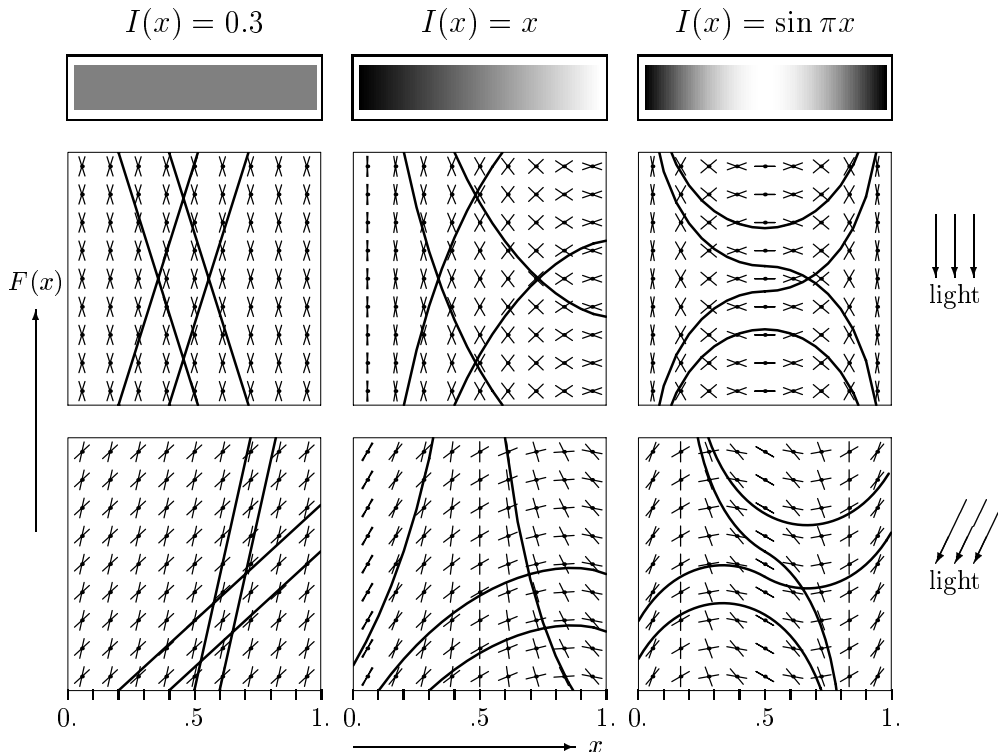 I(x) = 0.3
I(x) = x
I(x) = sin πx
F(x)
light
light
0. .5 1.
0. .5 1.
0. .5 1.
x